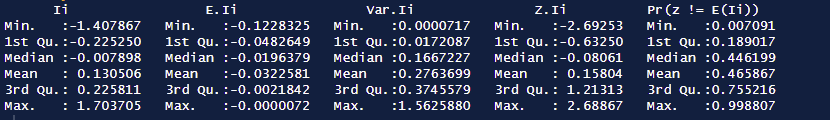 Ii E.Ii Var.Ii Z.Ii Pr(z != E(Ii))
Min. :-1.407867 Min. :-0.1228325 Min. :0.0000717 Min. :-2.69253 Min. :0.007091
1st Qu.:-0.225250 1st Qu.:-0.0482649 1st Qu.:0.0172087 1st Qu.:-0.63250 1st Qu.:0.189017
Median :-0.007898 Median :-0.0196379 Median :0.1667227 Median :-0.08061 Median :0.446199
Mean : 0.130506 Mean :-0.0322581 Mean :0.2763699 Mean : 0.15804 Mean :0.465867
3rd Qu.: 0.225811 3rd Qu.:-0.0021842 3rd Qu.:0.3745579 3rd Qu.: 1.21313 3rd Qu.:0.755216
Max. : 1.703705 Max. :-0.0000072 Max. :1.5625880 Max. : 2.68867 Max. :0.998807